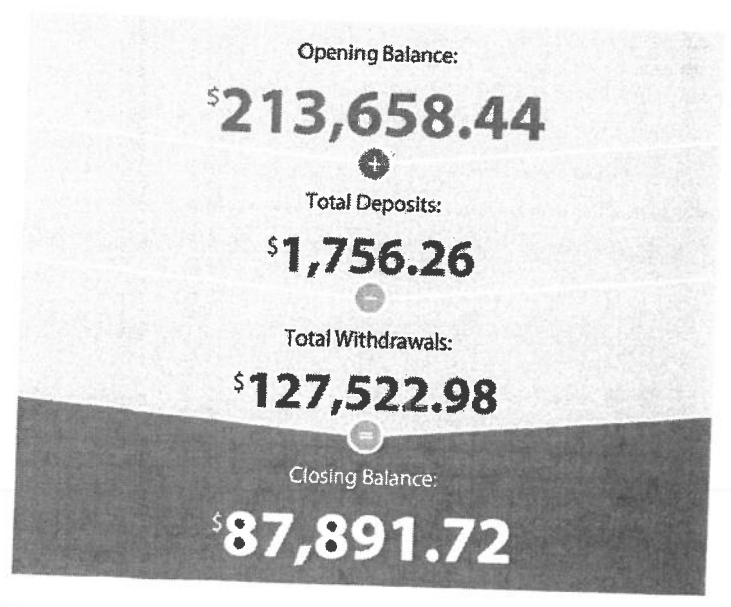 Opening Balance:
$213,658.44
+
Total Deposits:
$1,756.26
−
Total Withdrawals:
$127,522.98
=
Closing Balance:
$87,891.72